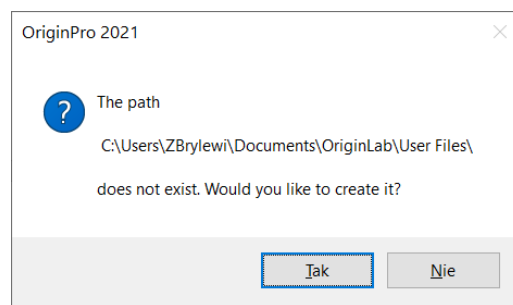 OriginPro 2021
The path
C:\Users\ZBrylewi\Documents\OriginLab\User Files\
does not exist. Would you like to create it?
Tak
Nie